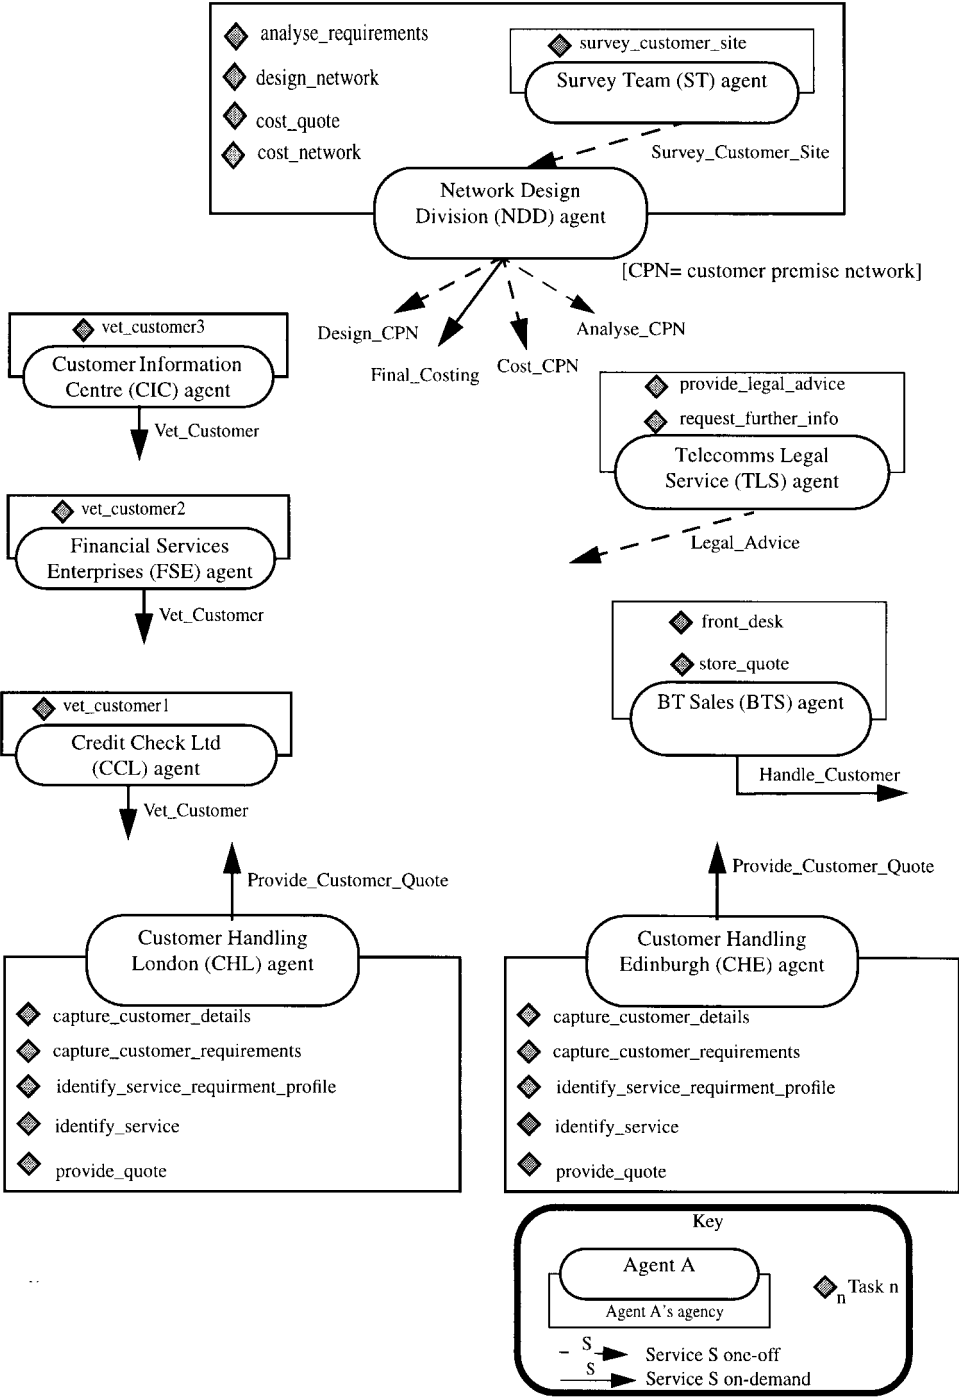 analyse_requirements
design_network
cost_quote
cost_network
survey_customer_site
Survey Team (ST) agent
Survey_Customer_Site
Network Design
Division (NDD) agent
[CPN= customer premise network]
Design_CPN
Final_Costing
Cost_CPN
Analyse_CPN
vet_customer3
Customer Information
Centre (CIC) agent
Vet_Customer
provide_legal_advice
request_further_info
Telecomms Legal
Service (TLS) agent
Legal_Advice
vet_customer2
Financial Services
Enterprises (FSE) agent
Vet_Customer
front_desk
store_quote
BT Sales (BTS) agent
Handle_Customer
vet_customer1
Credit Check Ltd
(CCL) agent
Vet_Customer
Provide_Customer_Quote
Customer Handling
London (CHL) agent
capture_customer_details
capture_customer_requirements
identify_service_requirment_profile
identify_service
provide_quote
Provide_Customer_Quote
Customer Handling
Edinburgh (CHE) agent
capture_customer_details
capture_customer_requirements
identify_service_requirment_profile
identify_service
provide_quote
Key
Agent A
Agent A's agency
n Task n
S
Service S one-off
S
Service S on-demand